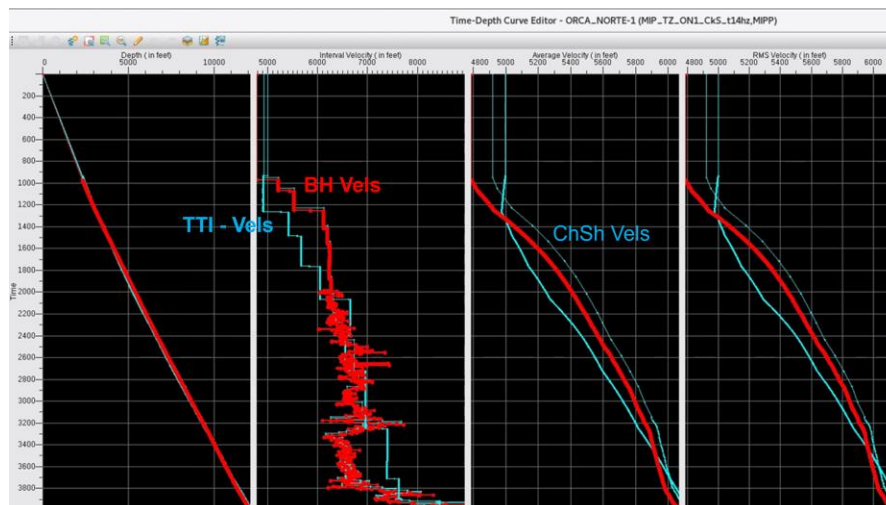 Time-Depth Curve Editor - ORCA_NORTE-1 (MIP_TZ_ON1_CkS_t14hz,MIPP)
Depth ( in feet) Interval Velocity ( in feet) Average Velocity ( in feet) RMS Velocity ( in feet)
0 5000 10000 5000 6000 7000 8000 4800 5000 5200 5400 5600 5800 6000 4800 5000 5200 5400 5600 5800 6000
200
400
600
800
1000
BH Vels
1200
TTI - Vels
1400
ChSh Vels
1600
1800
Time
2000
2200
2400
2600
2800
3000
3200
3400
3600
3800